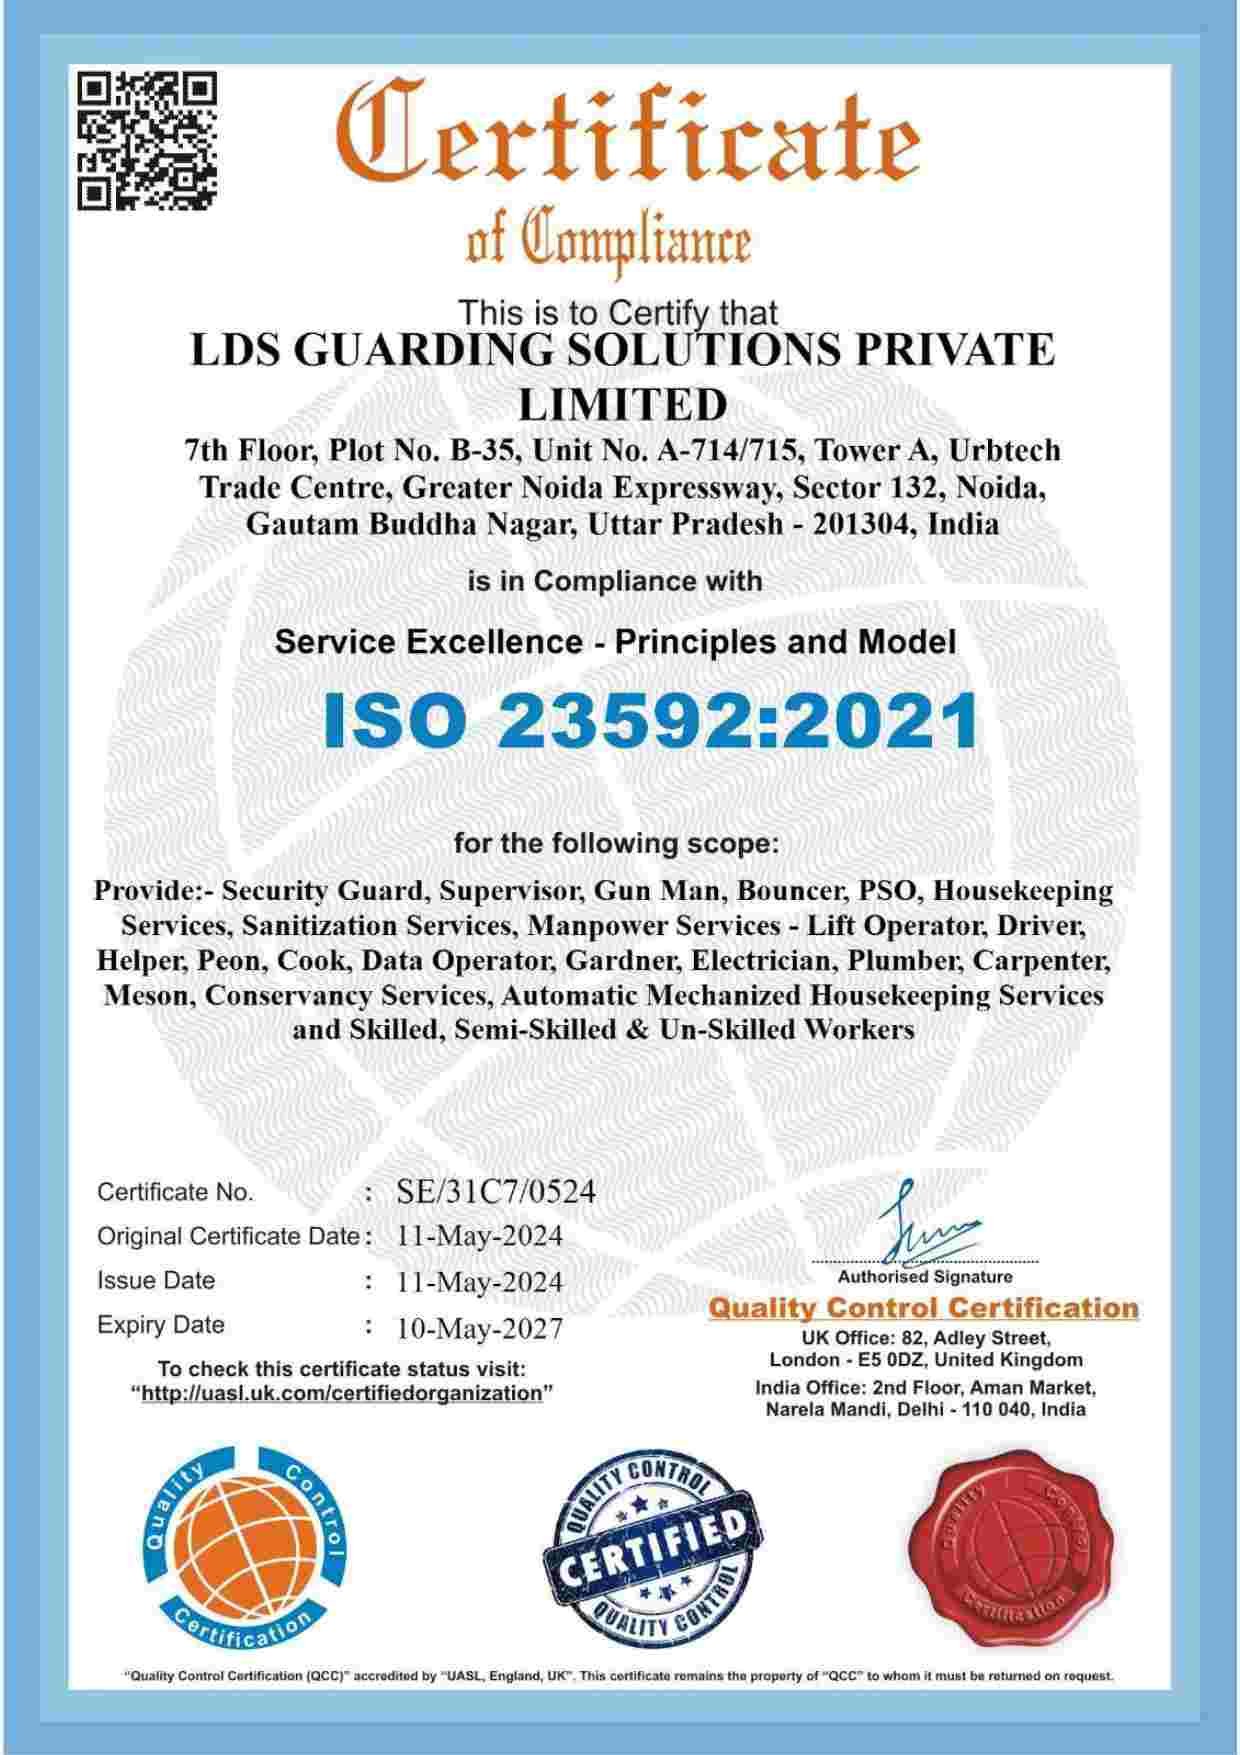 Certificate
of Compliance
This is to Certify that
LDS GUARDING SOLUTIONS PRIVATE
LIMITED
7th Floor, Plot No. B-35, Unit No. A-714/715, Tower A, Urbtech
Trade Centre, Greater Noida Expressway, Sector 132, Noida,
Gautam Buddha Nagar, Uttar Pradesh - 201304, India
is in Compliance with
Service Excellence - Principles and Model
ISO 23592:2021
for the following scope:
Provide:- Security Guard, Supervisor, Gun Man, Bouncer, PSO, Housekeeping
Services, Sanitization Services, Manpower Services - Lift Operator, Driver,
Helper, Peon, Cook, Data Operator, Gardner, Electrician, Plumber, Carpenter,
Meson, Conservancy Services, Automatic Mechanized Housekeeping Services
and Skilled, Semi-Skilled & Un-Skilled Workers
Certificate No. : SE/31C7/0524
Original Certificate Date : 11-May-2024
Issue Date : 11-May-2024
Expiry Date : 10-May-2027
To check this certificate status visit:
“http://uasl.uk.com/certifiedorganization”
Authorised Signature
Quality Control Certification
UK Office: 82, Adley Street,
London - E5 0DZ, United Kingdom
India Office: 2nd Floor, Aman Market,
Narela Mandi, Delhi - 110 040, India
Quality Control
Certification
QUALITY CONTROL
CERTIFIED
QUALITY CONTROL
Quality Control
Certification
“Quality Control Certification (QCC)” accredited by “UASL, England, UK”. This certificate remains the property of “QCC” to whom it must be returned on request.